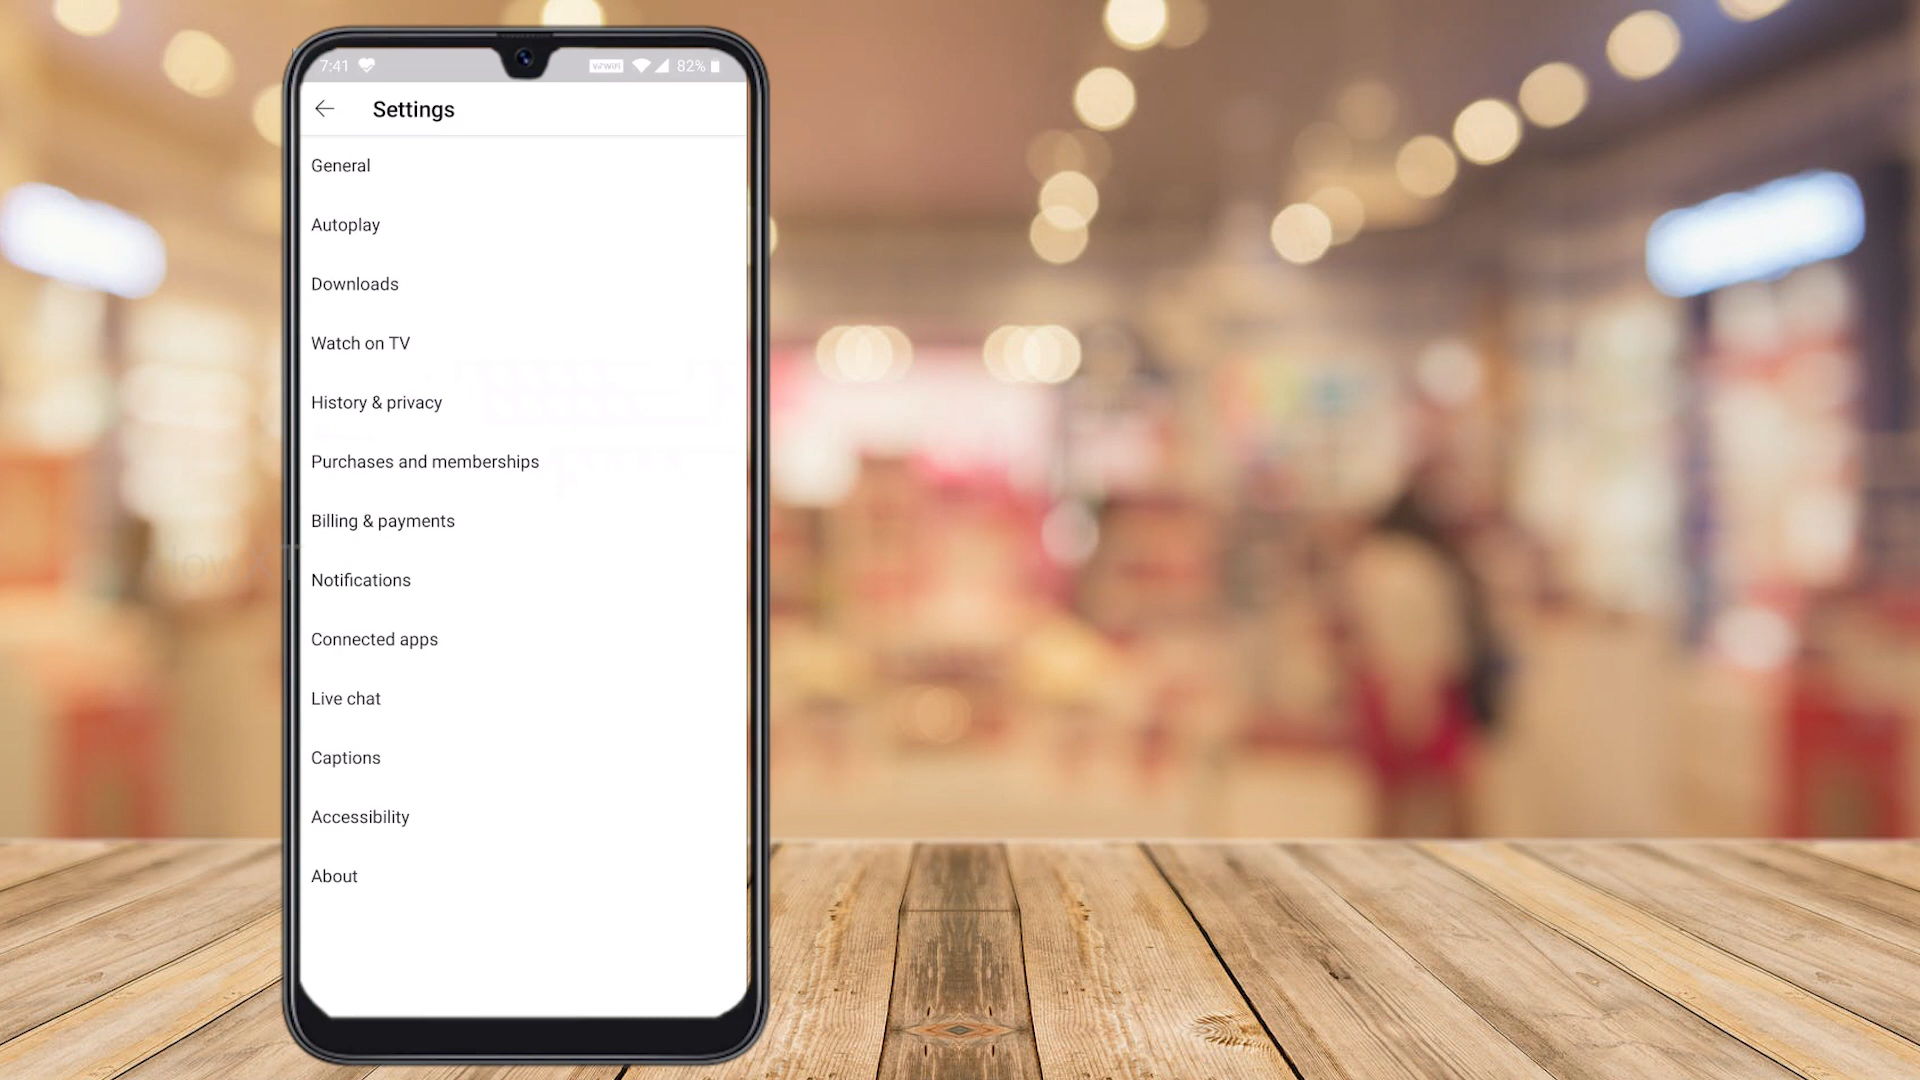 7:41
VoWiFi 82%
Settings
General
Autoplay
Downloads
Watch on TV
History & privacy
Purchases and memberships
Billing & payments
Notifications
Connected apps
Live chat
Captions
Accessibility
About